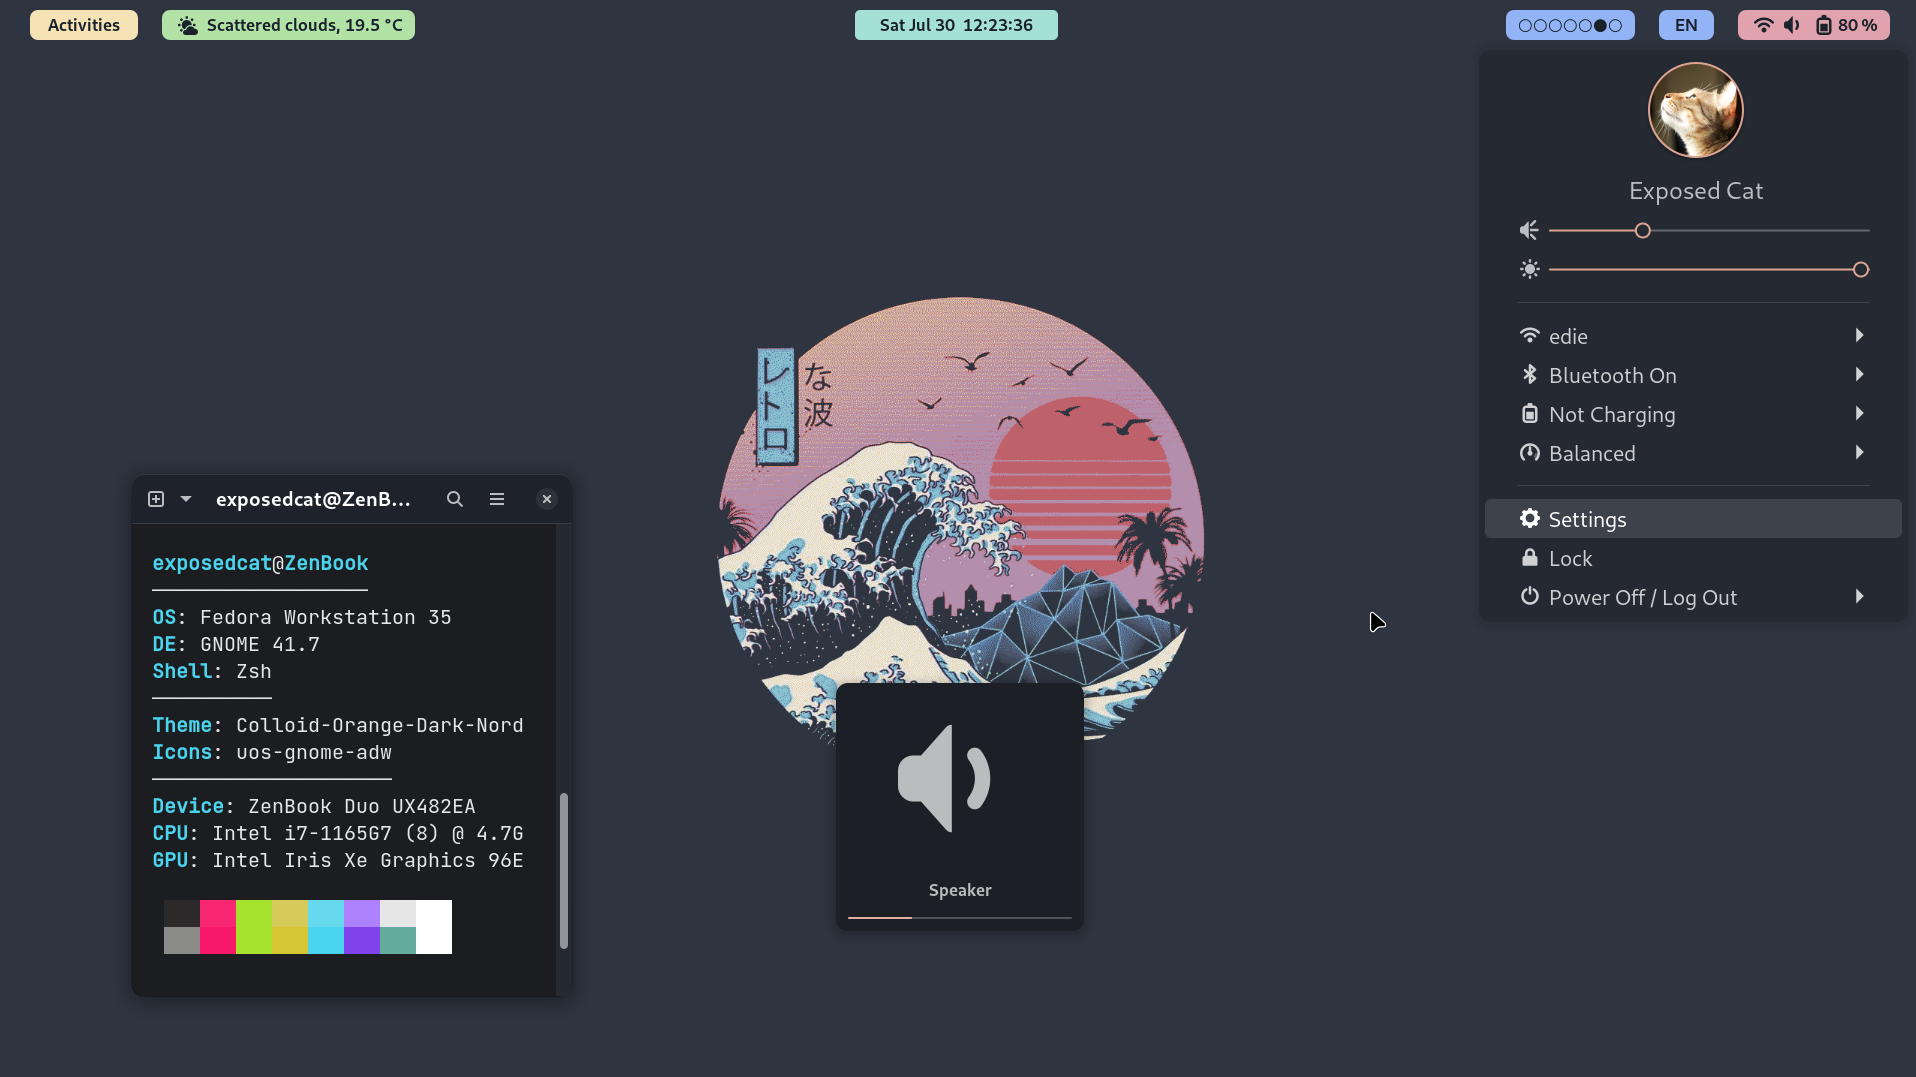 Activities
Scattered clouds, 19.5 °C
Sat Jul 30 12:23:36
EN
80 %
Exposed Cat
edie
Bluetooth On
Not Charging
Balanced
Settings
Lock
Power Off / Log Out
レトロ
な波
exposedcat@ZenB...
exposedcat@ZenBook
OS: Fedora Workstation 35
DE: GNOME 41.7
Shell: Zsh
Theme: Colloid-Orange-Dark-Nord
Icons: uos-gnome-adw
Device: ZenBook Duo UX482EA
CPU: Intel i7-1165G7 (8) @ 4.7G
GPU: Intel Iris Xe Graphics 96E
Speaker